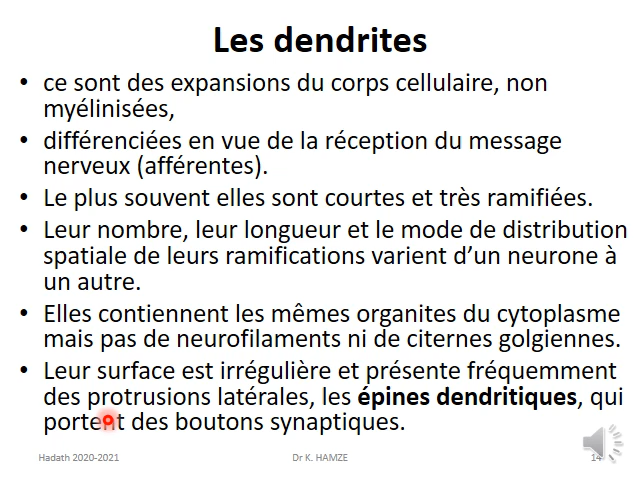 Les dendrites
• ce sont des expansions du corps cellulaire, non
myélinisées,
• différenciées en vue de la réception du message
nerveux (afférentes).
• Le plus souvent elles sont courtes et très ramifiées.
• Leur nombre, leur longueur et le mode de distribution
spatiale de leurs ramifications varient d’un neurone à
un autre.
• Elles contiennent les mêmes organites du cytoplasme
mais pas de neurofilaments ni de citernes golgiennes.
• Leur surface est irrégulière et présente fréquemment
des protrusions latérales, les épines dendritiques, qui
portent des boutons synaptiques.
Hadath 2020-2021 Dr K. HAMZE